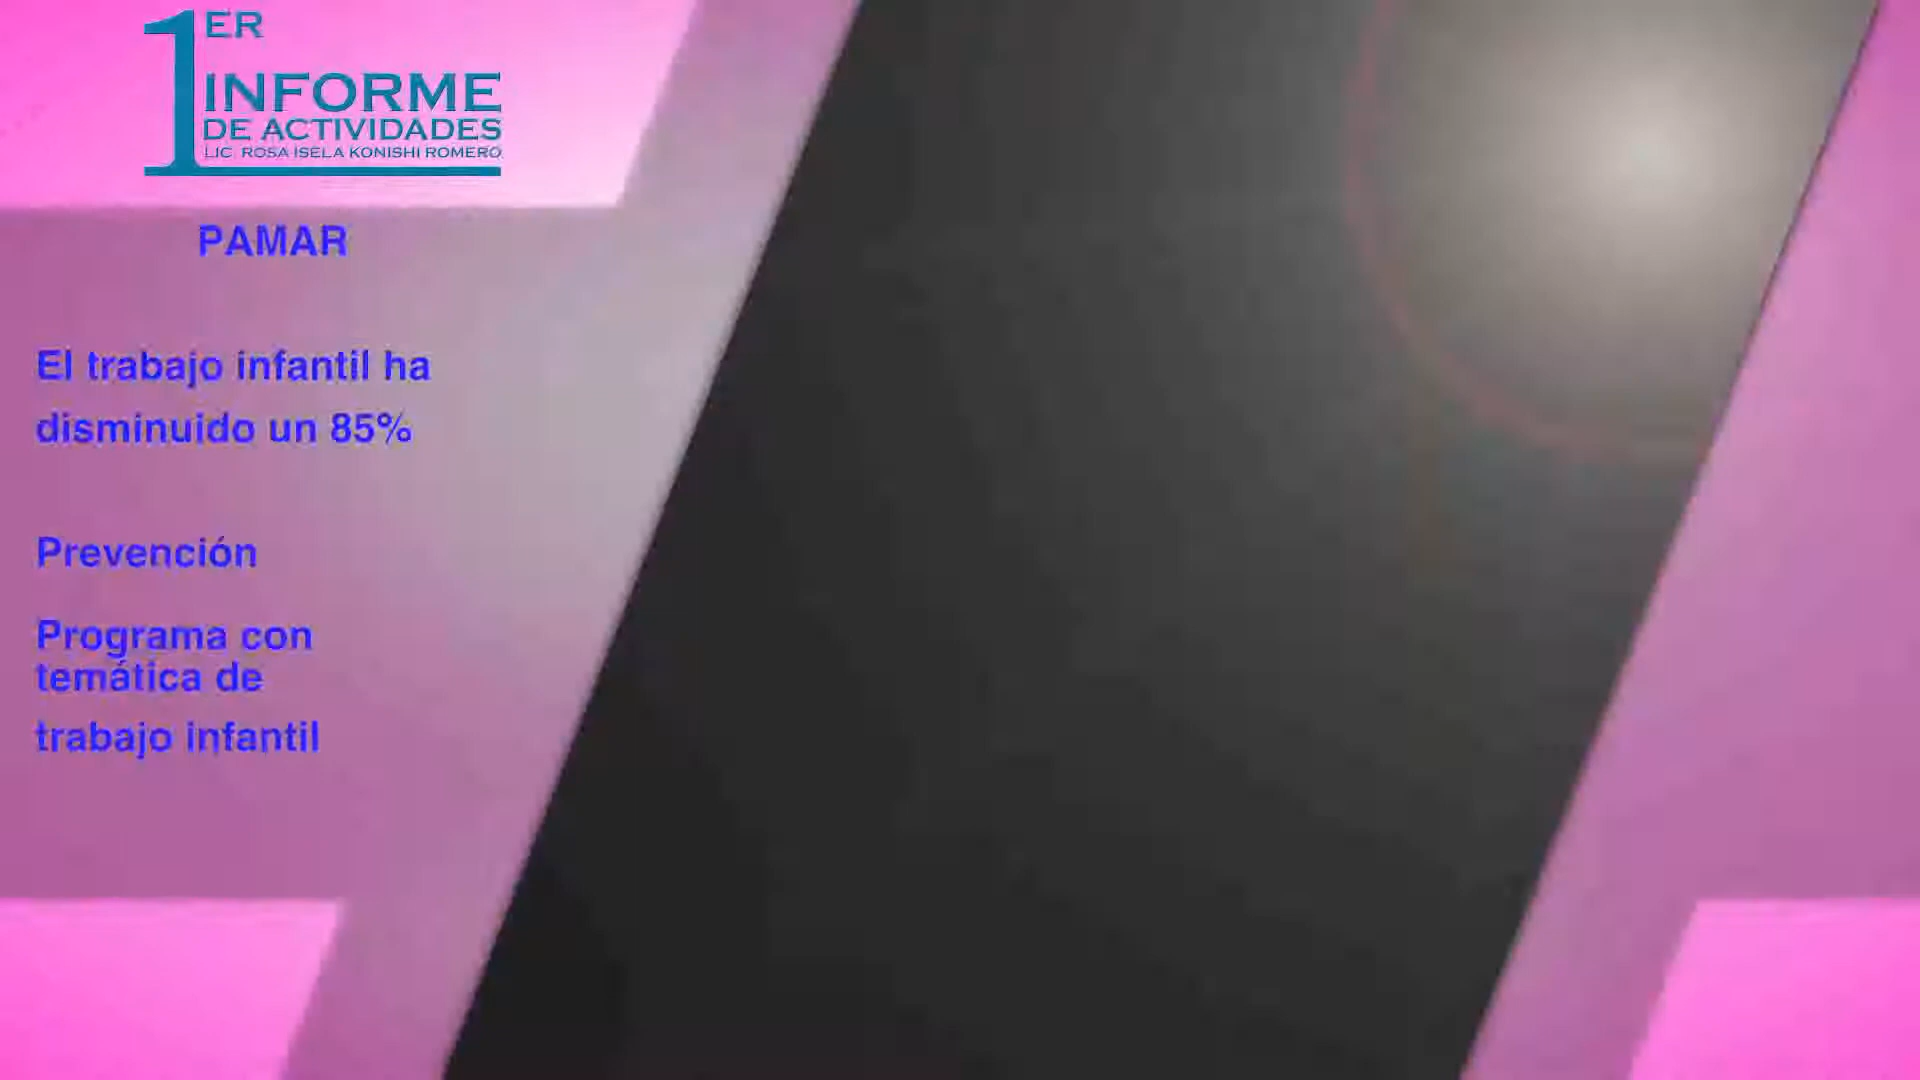 1ER
INFORME
DE ACTIVIDADES
LIC. ROSA ISELA KONISHI ROMERO
PAMAR
El trabajo infantil ha
disminuido un 85%
Prevención
Programa con
temática de
trabajo infantil